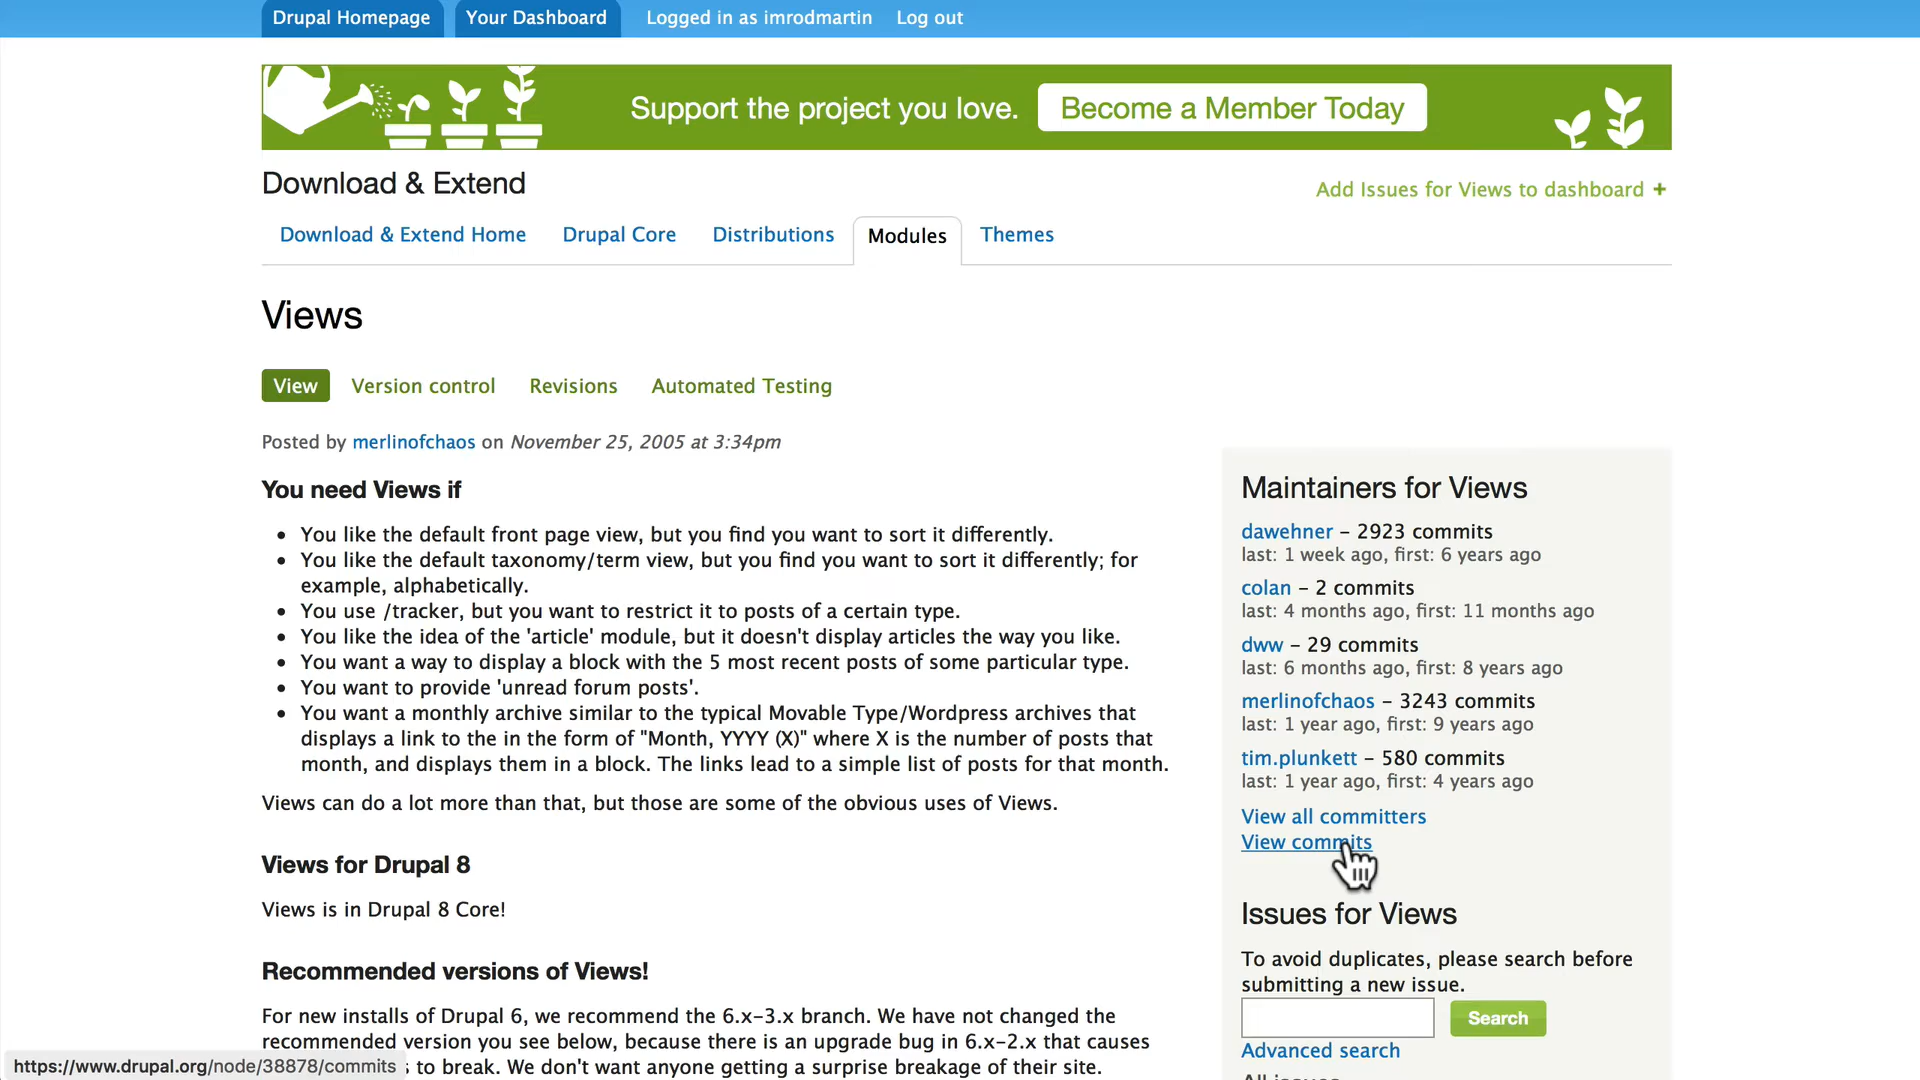 Drupal Homepage
Your Dashboard
Logged in as imrodmartin
Log out
Support the project you love.
Become a Member Today
Download & Extend
Add Issues for Views to dashboard +
Download & Extend Home
Drupal Core
Distributions
Modules
Themes
Views
View
Version control
Revisions
Automated Testing
Posted by merlinofchaos on November 25, 2005 at 3:34pm
You need Views if
• You like the default front page view, but you find you want to sort it differently.
• You like the default taxonomy/term view, but you find you want to sort it differently; for
example, alphabetically.
• You use /tracker, but you want to restrict it to posts of a certain type.
• You like the idea of the 'article' module, but it doesn't display articles the way you like.
• You want a way to display a block with the 5 most recent posts of some particular type.
• You want to provide 'unread forum posts'.
• You want a monthly archive similar to the typical Movable Type/Wordpress archives that
displays a link to the in the form of "Month, YYYY (X)" where X is the number of posts that
month, and displays them in a block. The links lead to a simple list of posts for that month.
Views can do a lot more than that, but those are some of the obvious uses of Views.
Views for Drupal 8
Views is in Drupal 8 Core!
Recommended versions of Views!
For new installs of Drupal 6, we recommend the 6.x-3.x branch. We have not changed the
recommended version you see below, because there is an upgrade bug in 6.x-2.x that causes
to break. We don't want anyone getting a surprise breakage of their site.
https://www.drupal.org/node/38878/commits
Maintainers for Views
dawehner – 2923 commits
last: 1 week ago, first: 6 years ago
colan – 2 commits
last: 4 months ago, first: 11 months ago
dww – 29 commits
last: 6 months ago, first: 8 years ago
merlinofchaos – 3243 commits
last: 1 year ago, first: 9 years ago
tim.plunkett – 580 commits
last: 1 year ago, first: 4 years ago
View all committers
View commits
Issues for Views
To avoid duplicates, please search before
submitting a new issue.
Search
Advanced search